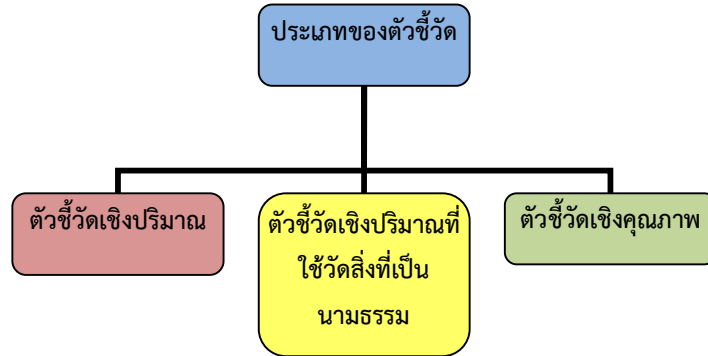 ประเภทของตัวชี้วัด
ตัวชี้วัดเชิงปริมาณ
ตัวชี้วัดเชิงปริมาณที่
ใช้วัดสิ่งที่เป็น
นามธรรม
ตัวชี้วัดเชิงคุณภาพ